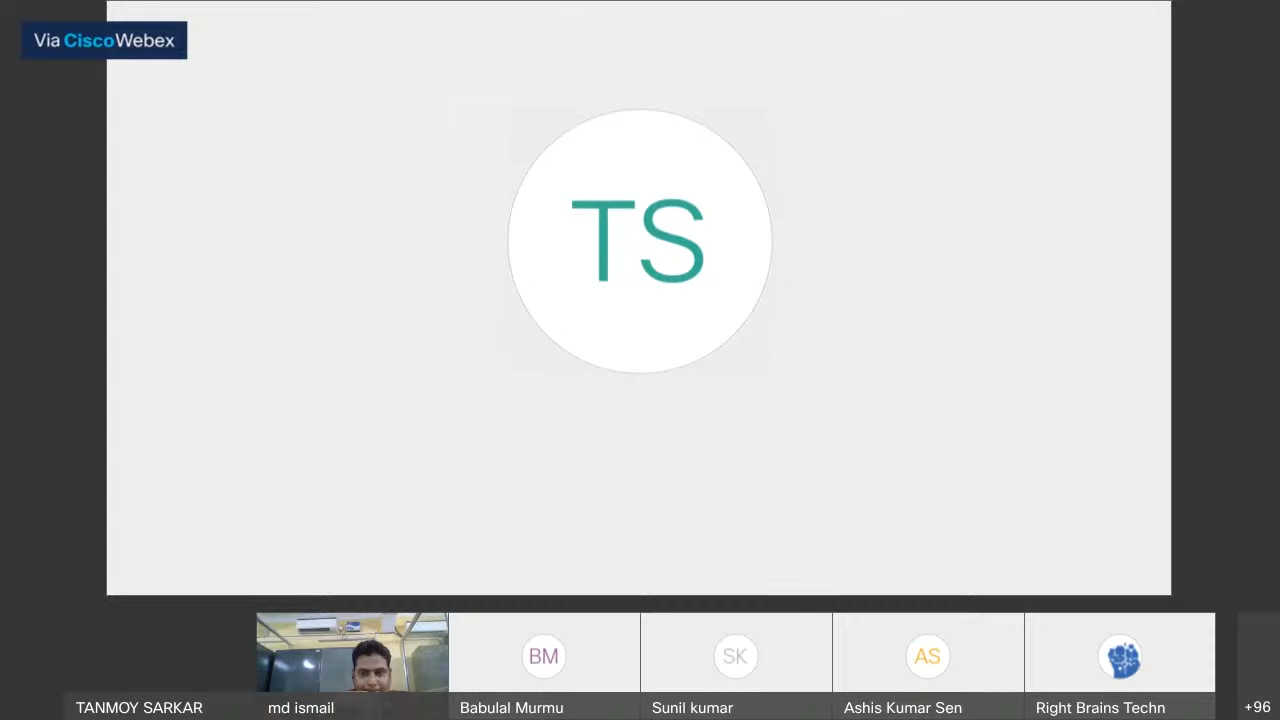 Via CiscoWebex
TS
BM
SK
AS
TANMOY SARKAR
md ismail
Babulal Murmu
Sunil kumar
Ashis Kumar Sen
Right Brains Techn
+96